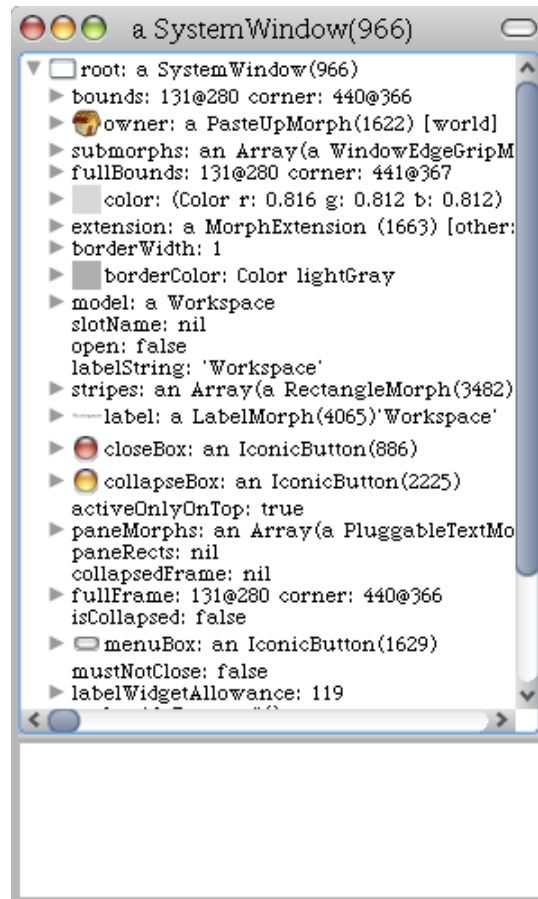 a SystemWindow(966)
root: a SystemWindow(966)
bounds: 131@280 corner: 440@366
owner: a PasteUpMorph(1622) [world]
submorphs: an Array(a WindowEdgeGripM
fullBounds: 131@280 corner: 441@367
color: (Color r: 0.816 g: 0.812 b: 0.812)
extension: a MorphExtension (1663) [other:
borderWidth: 1
borderColor: Color lightGray
model: a Workspace
slotName: nil
open: false
labelString: 'Workspace'
stripes: an Array(a RectangleMorph(3482)
label: a LabelMorph(4065)'Workspace'
closeBox: an IconicButton(886)
collapseBox: an IconicButton(2225)
activeOnlyOnTop: true
paneMorphs: an Array(a PluggableTextMo
paneRects: nil
collapsedFrame: nil
fullFrame: 131@280 corner: 440@366
isCollapsed: false
menuBox: an IconicButton(1629)
mustNotClose: false
labelWidgetAllowance: 119